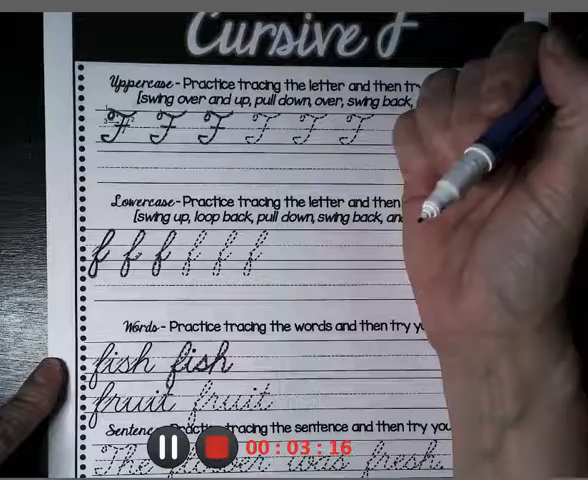 Cursive F
Uppercase - Practice tracing the letter and then try
[swing over and up, pull down, over, swing back,
F F F F F F
Lowercase - Practice tracing the letter and then
[swing up, loop back, pull down, swing back, and
f f f f f f
Words - Practice tracing the words and then try
fish fish
fruit fruit
Sentence - Practice tracing the sentence and then try you
The flower was fresh.
00:03:16